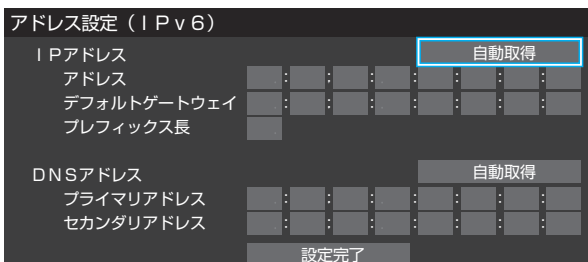 アドレス設定（ＩＰｖ６）
ＩＰアドレス 自動取得
アドレス : : : : : : :
デフォルトゲートウェイ : : : : : : :
プレフィックス長
ＤＮＳアドレス 自動取得
プライマリアドレス : : : : : : :
セカンダリアドレス : : : : : : :
設定完了